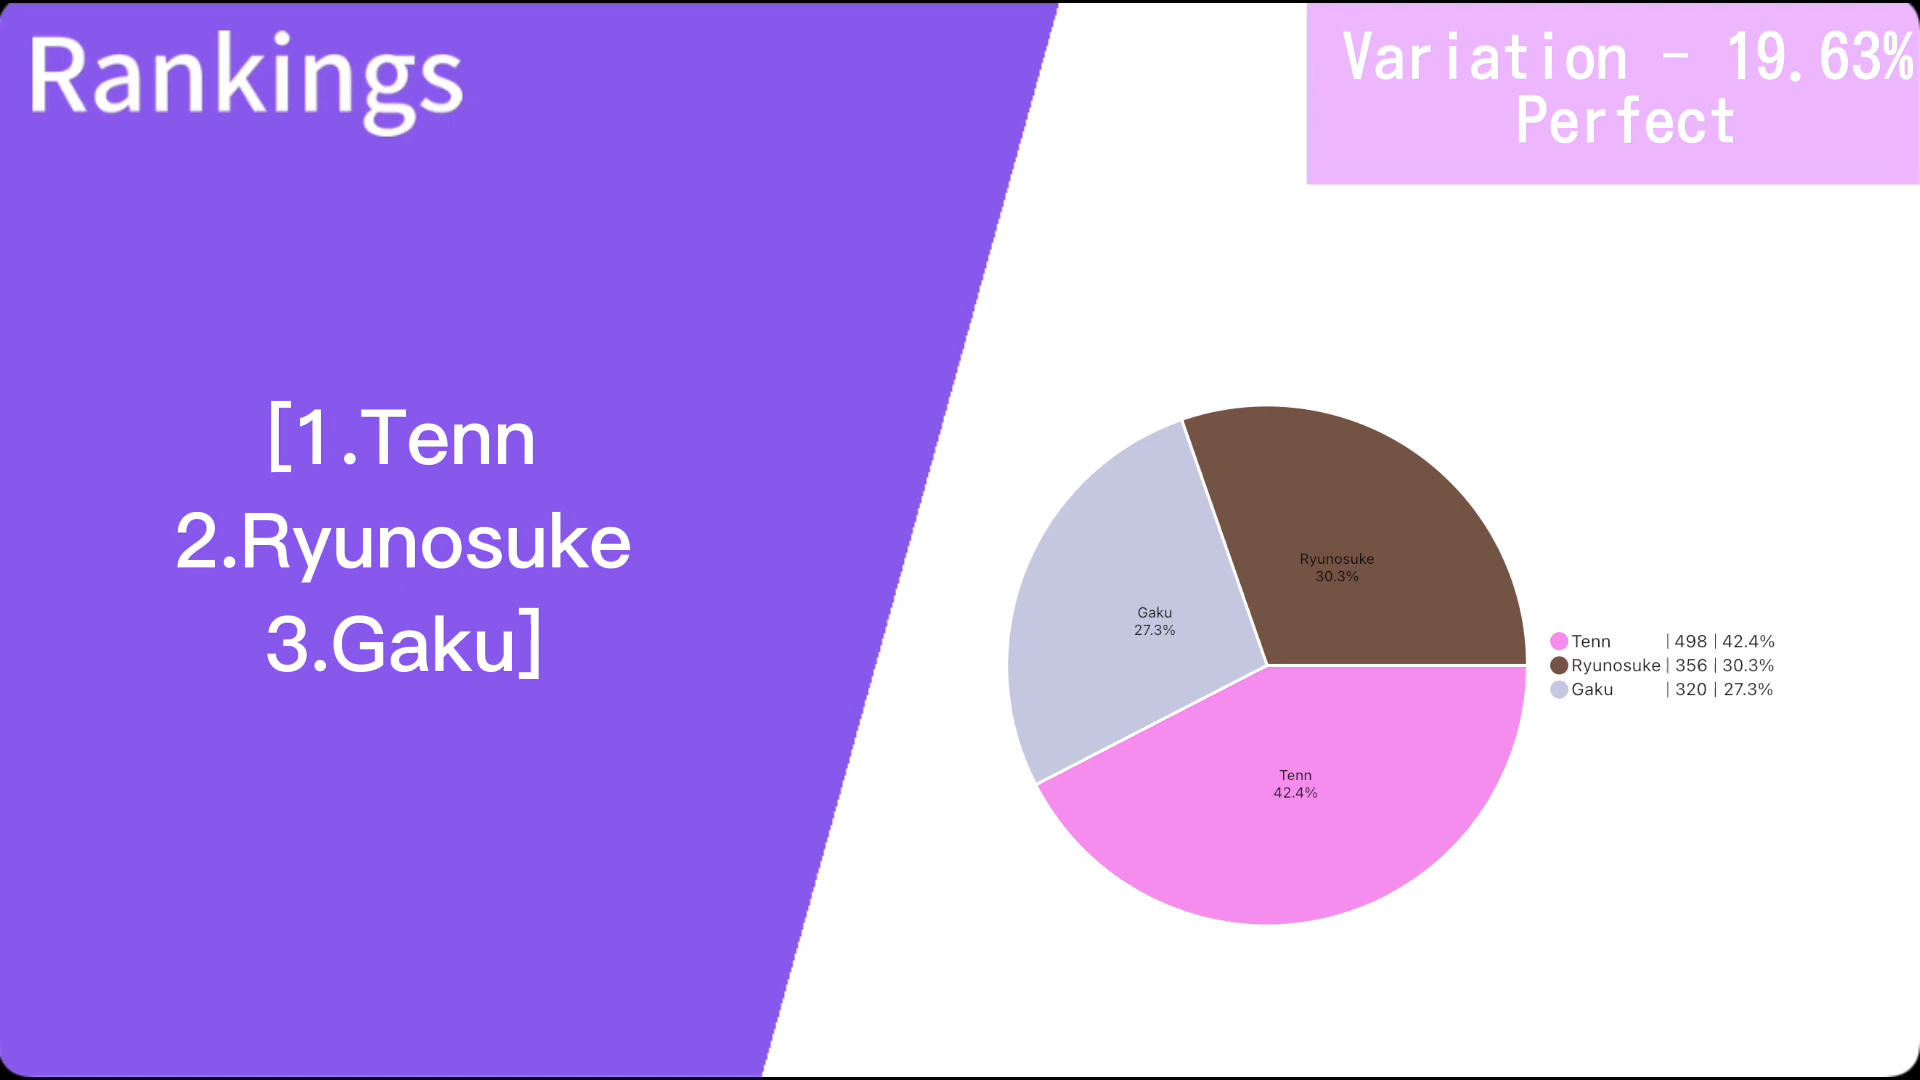 Rankings
Variation - 19.63%
Perfect
[1.Tenn
2.Ryunosuke
3.Gaku]
Ryunosuke
30.3%
Gaku
27.3%
Tenn
42.4%
Tenn | 498 | 42.4%
Ryunosuke | 356 | 30.3%
Gaku | 320 | 27.3%